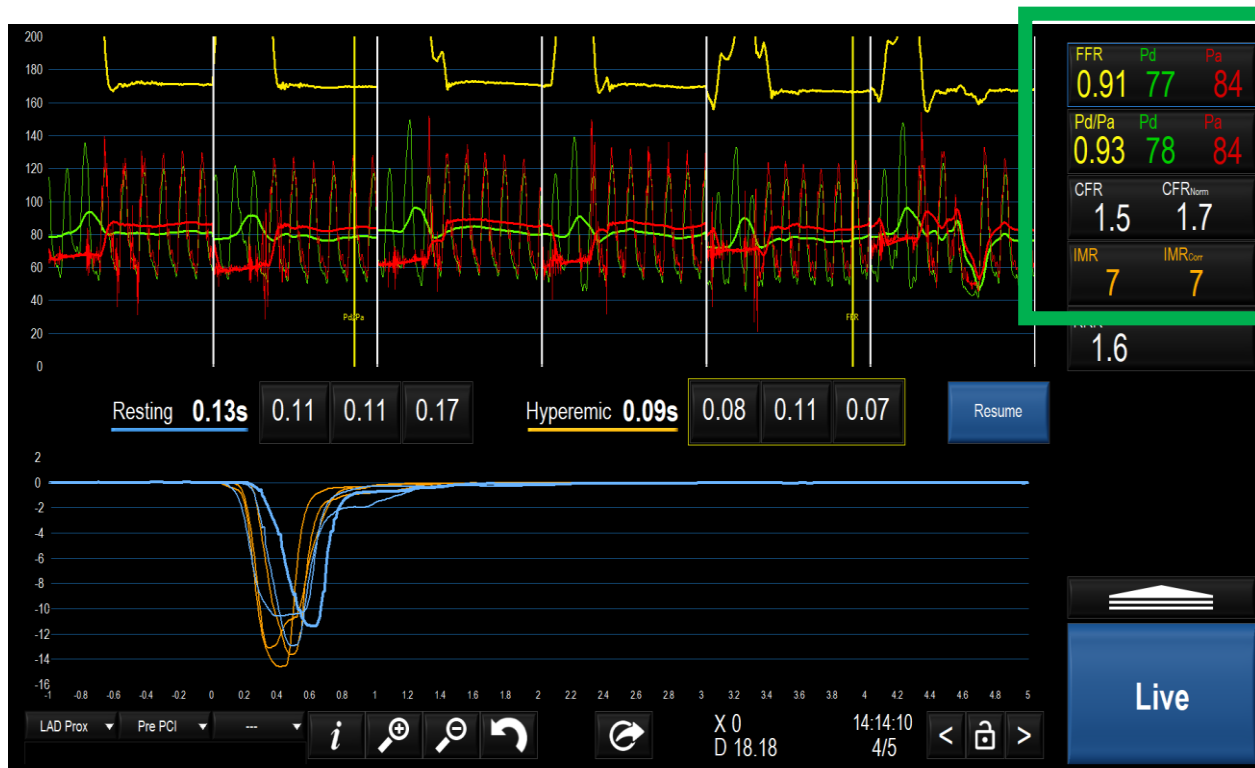 200
180
160
140
120
100
80
60
40
20
0
Pd/Pa
FFR
FFR Pd Pa
0.91 77 84
Pd/Pa Pd Pa
0.93 78 84
CFR CFRNorm
1.5 1.7
IMR IMRCorr
7 7
1.6
Resting 0.13s 0.11 0.11 0.17 Hyperemic 0.09s 0.08 0.11 0.07 Resume
2
0
-2
-4
-6
-8
-10
-12
-14
-16
-1 -0.8 -0.6 -0.4 -0.2 0 0.2 0.4 0.6 0.8 1 1.2 1.4 1.6 1.8 2 2.2 2.4 2.6 2.8 3 3.2 3.4 3.6 3.8 4 4.2 4.4 4.6 4.8 5
LAD Prox Pre PCI --- i X 0 14:14:10
D 18.18 4/5 < >
Live